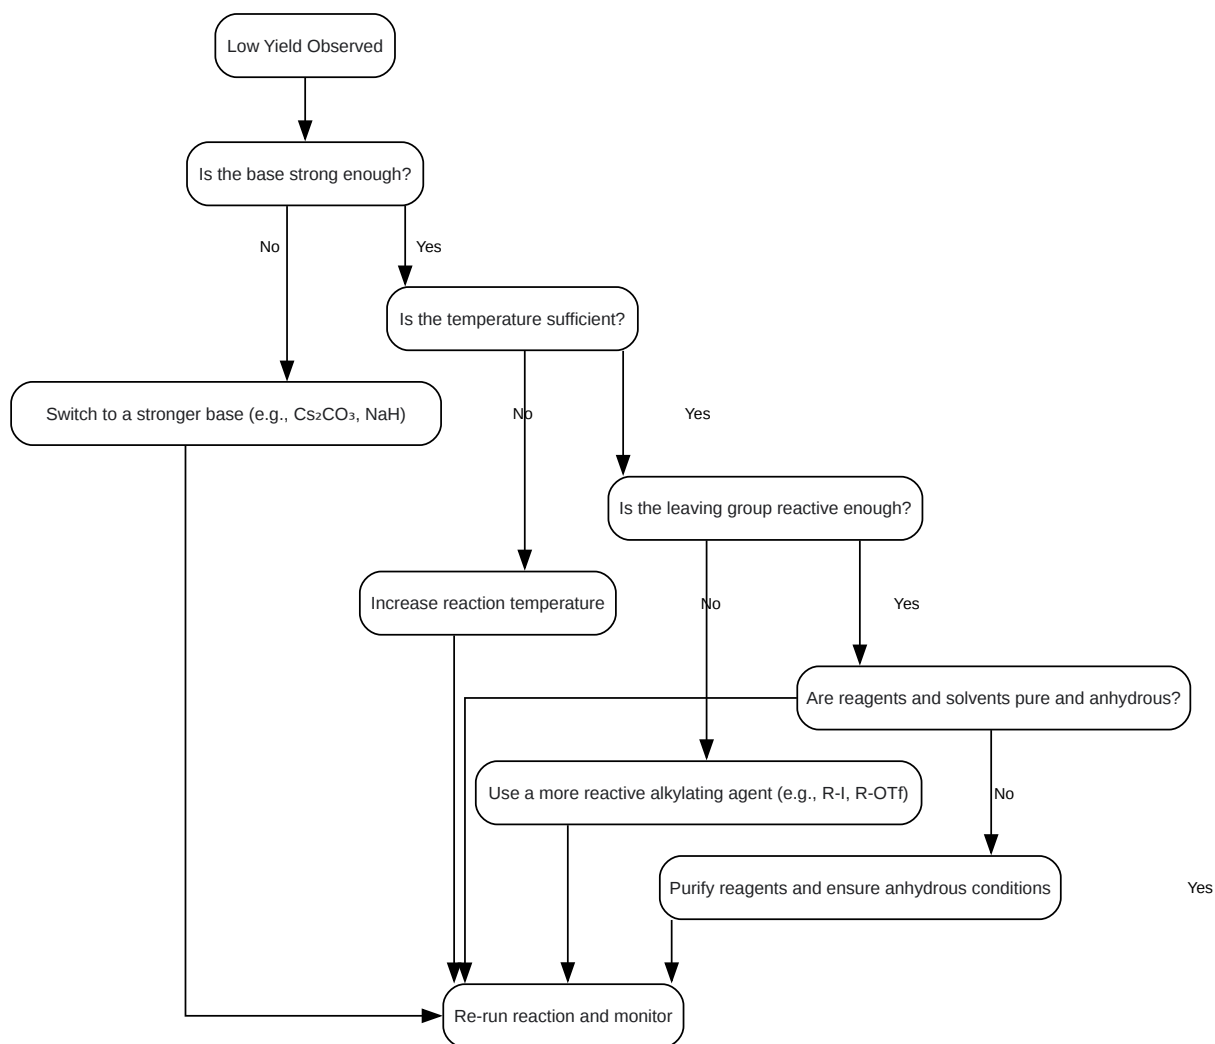 Low Yield Observed
Is the base strong enough?
No
Yes
Is the temperature sufficient?
Switch to a stronger base (e.g., Cs₂CO₃, NaH)
No
Yes
Is the leaving group reactive enough?
Increase reaction temperature
No
Yes
Are reagents and solvents pure and anhydrous?
Use a more reactive alkylating agent (e.g., R-I, R-OTf)
No
Purify reagents and ensure anhydrous conditions
Yes
Re-run reaction and monitor